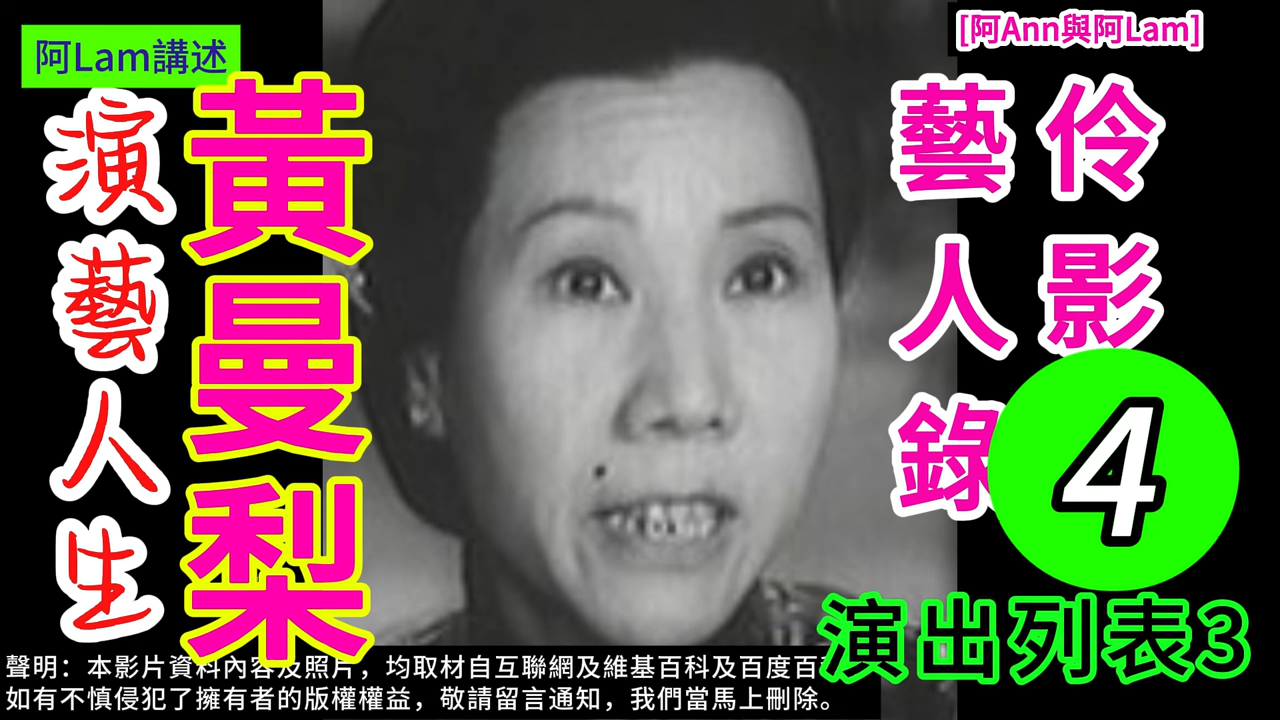 阿Lam講述
演藝人生
黃曼梨
[阿Ann與阿Lam]
伶影
藝人錄
4
演出列表3
聲明：本影片資料內容及照片，均取材自互聯網及維基百科及百度百
如有不慎侵犯了擁有者的版權權益，敬請留言通知，我們當馬上刪除。